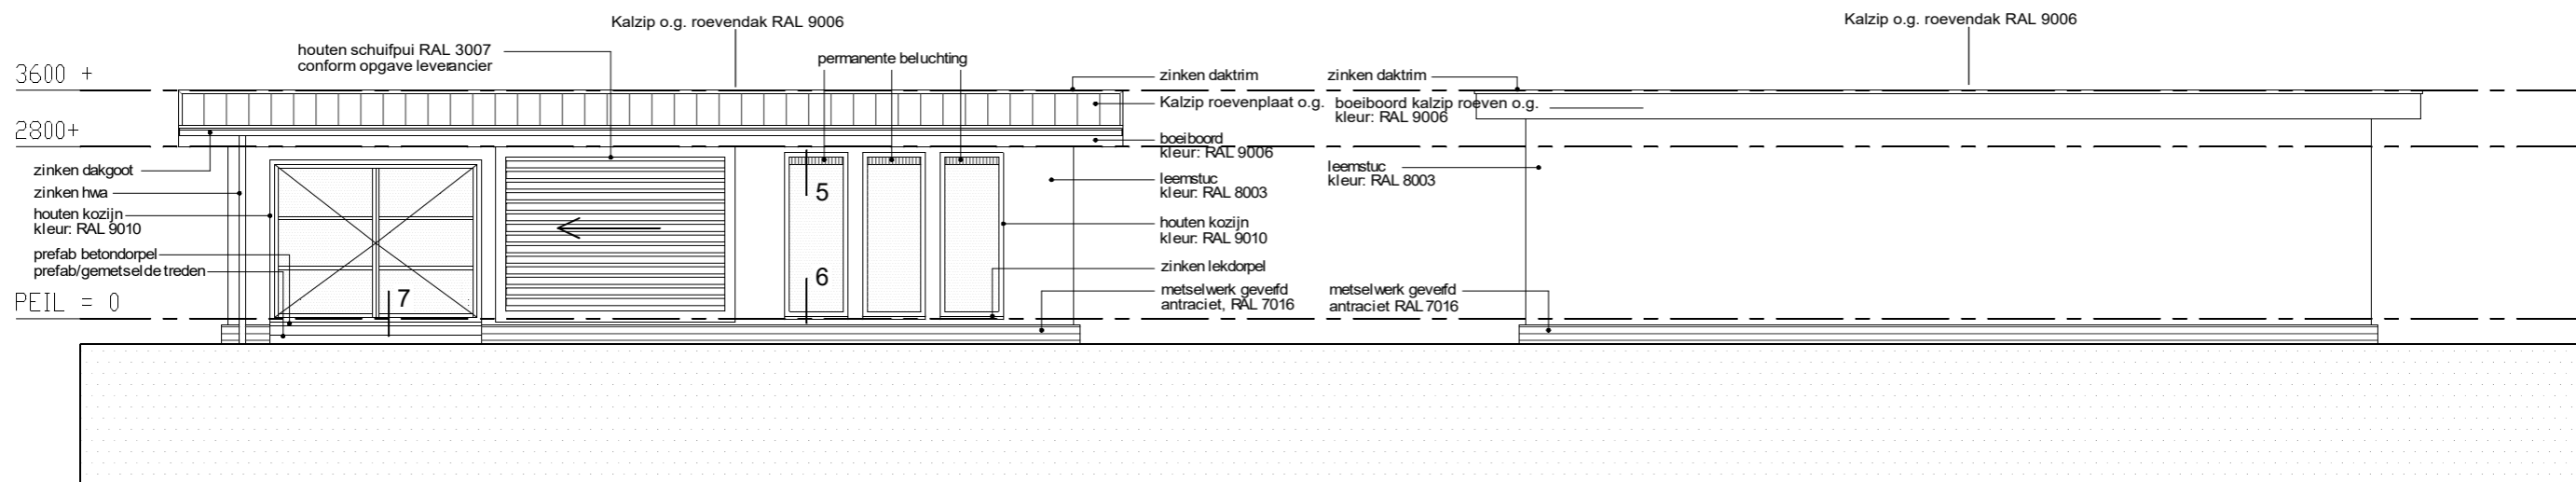 Kalzip o.g. roevendak RAL 9006
houten schuifpui RAL 3007
conform opgave leverancier
permanente beluchting
3600 +
2800+
zinken dakgoot
zinken hwa
houten kozijn
kleur: RAL 9010
prefab betondorpel
prefab/gemetselde treden
PEIL = 0
5
6
7
zinken daktrim
Kalzip roevenplaat o.g.
boeiboord
kleur: RAL 9006
leemstuc
kleur: RAL 8003
houten kozijn
kleur: RAL 9010
zinken lekdorpel
metselwerk geverfd
antraciet, RAL 7016
Kalzip o.g. roevendak RAL 9006
zinken daktrim
boeiboord kalzip roeven o.g.
kleur: RAL 9006
leemstuc
kleur: RAL 8003
metselwerk geverfd
antraciet RAL 7016